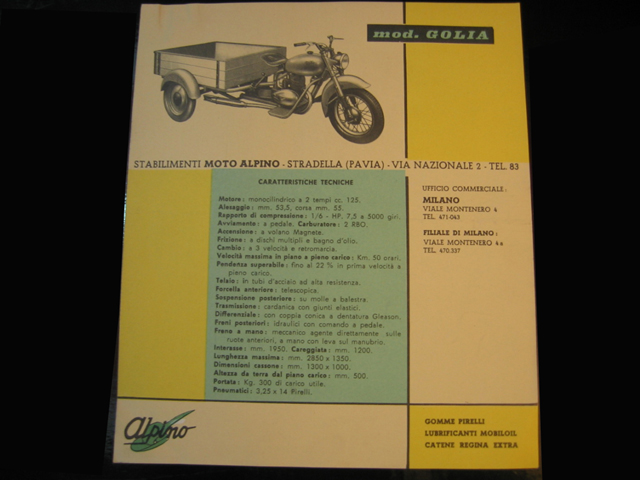 mod. GOLIA
STABILIMENTI MOTO ALPINO - STRADELLA (PAVIA) - VIA NAZIONALE 2 - TEL. 83
CARATTERISTICHE TECNICHE
Motore: monocilindrico a 2 tempi cc. 125.
Alesaggio: mm. 53,5, corsa mm. 55.
Rapporto di compressione: 1/6 - HP. 7,5 a 5000 giri.
Avviamento: a pedale. Carburatore: 2 RBO.
Accensione: a volano Magnete.
Frizione: a dischi multipli e bagno d'olio.
Cambio: a 3 velocità e retromarcia.
Velocità massima in piano a pieno carico: Km. 50 orari.
Pendenza superabile: fino al 22 % in prima velocità a
pieno carico.
Telaio: in tubi d'acciaio ad alta resistenza.
Forcella anteriore: telescopica.
Sospensione posteriore: su molle a balestra.
Trasmissione: cardanica con giunti elastici.
Differenziale: con coppia conica a dentatura Gleason.
Freni posteriori: idraulici con comando a pedale.
Freno a mano: meccanico agente direttamente sulle
ruote anteriori, a mano con leva sul manubrio.
Interasse: mm. 1950. Careggiata: mm. 1200.
Lunghezza massima: mm. 2850 x 1350.
Dimensioni cassone: mm. 1300 x 1000.
Altezza da terra dal piano carico: mm. 500.
Portata: Kg. 300 di carico utile.
Pneumatici: 3,25 x 14 Pirelli.
UFFICIO COMMERCIALE:
MILANO
VIALE MONTENERO 4
TEL. 471-043
FILIALE DI MILANO:
VIALE MONTENERO 4a
TEL. 470.337
alpino
GOMME PIRELLI
LUBRIFICANTI MOBILOIL
CATENE REGINA EXTRA